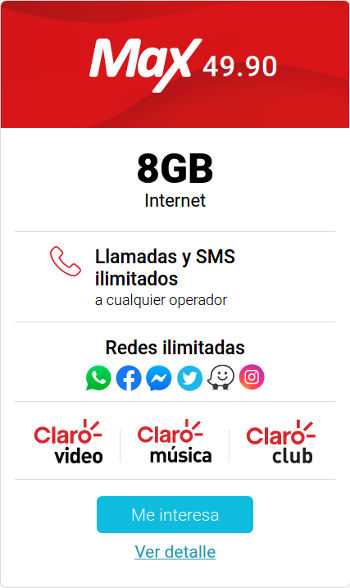 Max 49.90
8GB
Internet
Llamadas y SMS
ilimitados
a cualquier operador
Redes ilimitadas
Claro video
Claro música
Claro club
Me interesa
Ver detalle